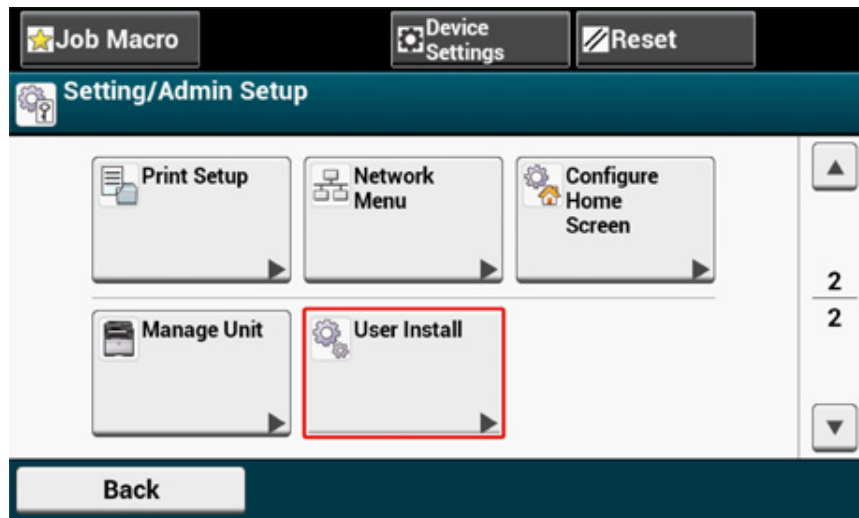 Job Macro
Device
Settings
Reset
Setting/Admin Setup
Print Setup
Network
Menu
Configure
Home
Screen
2
2
Manage Unit
User Install
Back